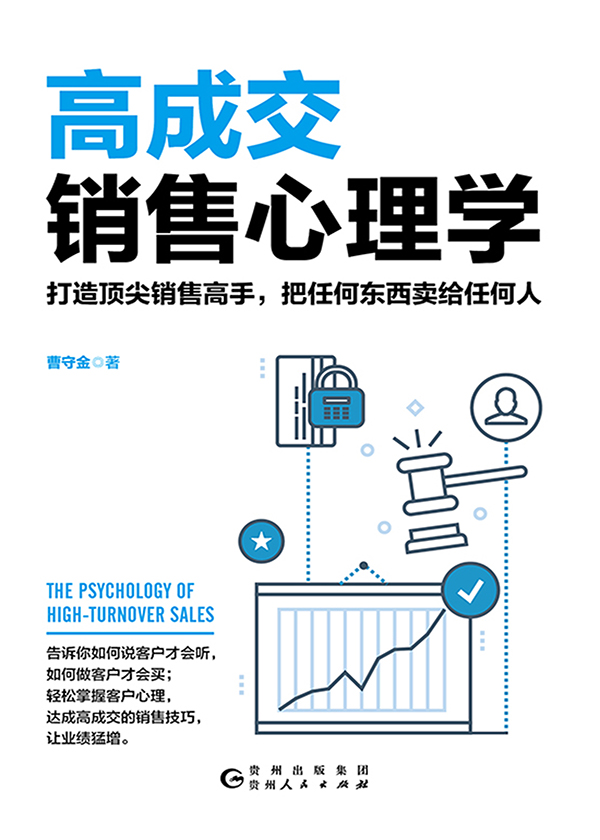 高成交
销售心理学
打造顶尖销售高手，把任何东西卖给任何人
曹守金◎著
THE PSYCHOLOGY OF
HIGH-TURNOVER SALES
告诉你如何说客户才会听，
如何做客户才会买；
轻松掌握客户心理，
达成高成交的销售技巧，
让业绩猛增。
贵州出版集团
贵州人民出版社